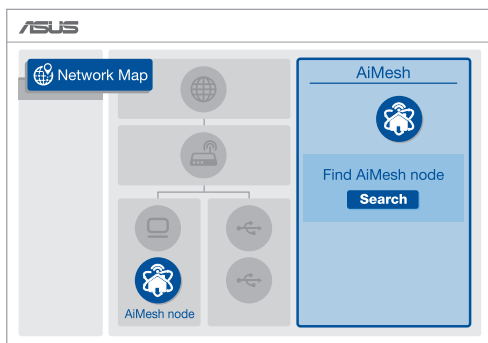 ASUS
Network Map
AiMesh
Find AiMesh node
Search
AiMesh node